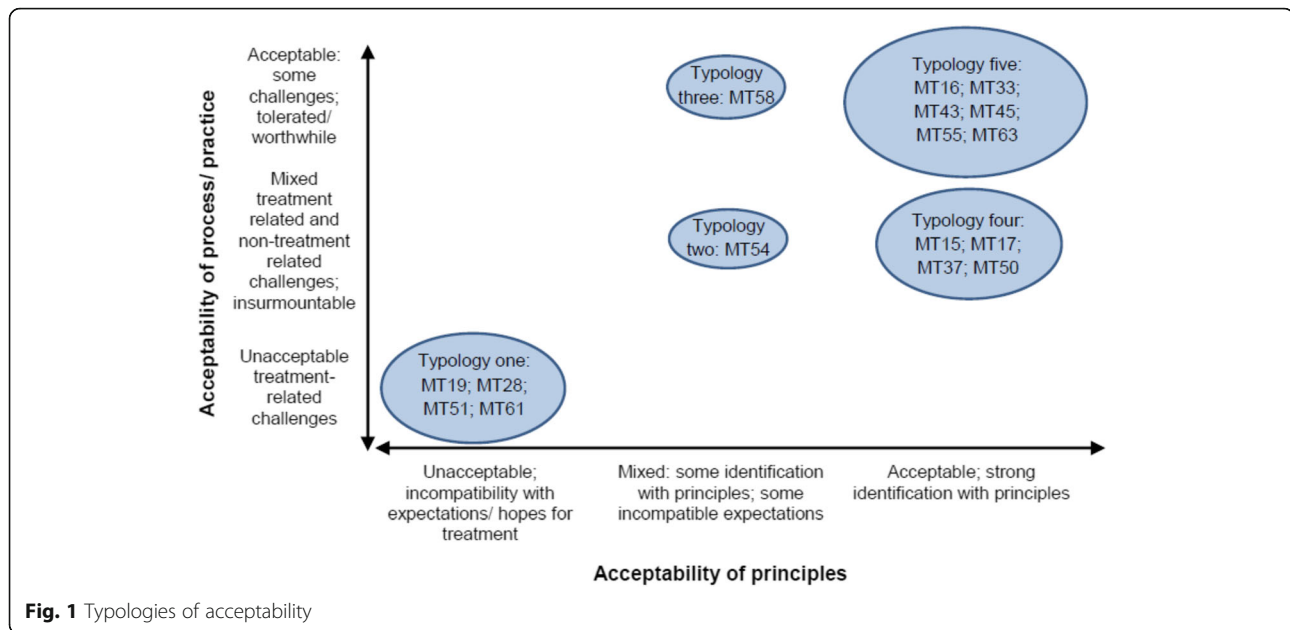 Acceptability of process/ practice
Acceptable:
some
challenges;
tolerated/
worthwhile
Mixed
treatment
related and
non-treatment
related
challenges;
insurmountable
Unacceptable
treatment-
related
challenges
Typology
three: MT58
Typology five:
MT16; MT33;
MT43; MT45;
MT55; MT63
Typology
two: MT54
Typology four:
MT15; MT17;
MT37; MT50
Typology one:
MT19; MT28;
MT51; MT61
Unacceptable;
incompatibility with
expectations/ hopes for
treatment
Mixed: some identification
with principles; some
incompatible expectations
Acceptable; strong
identification with principles
Acceptability of principles
Fig. 1 Typologies of acceptability